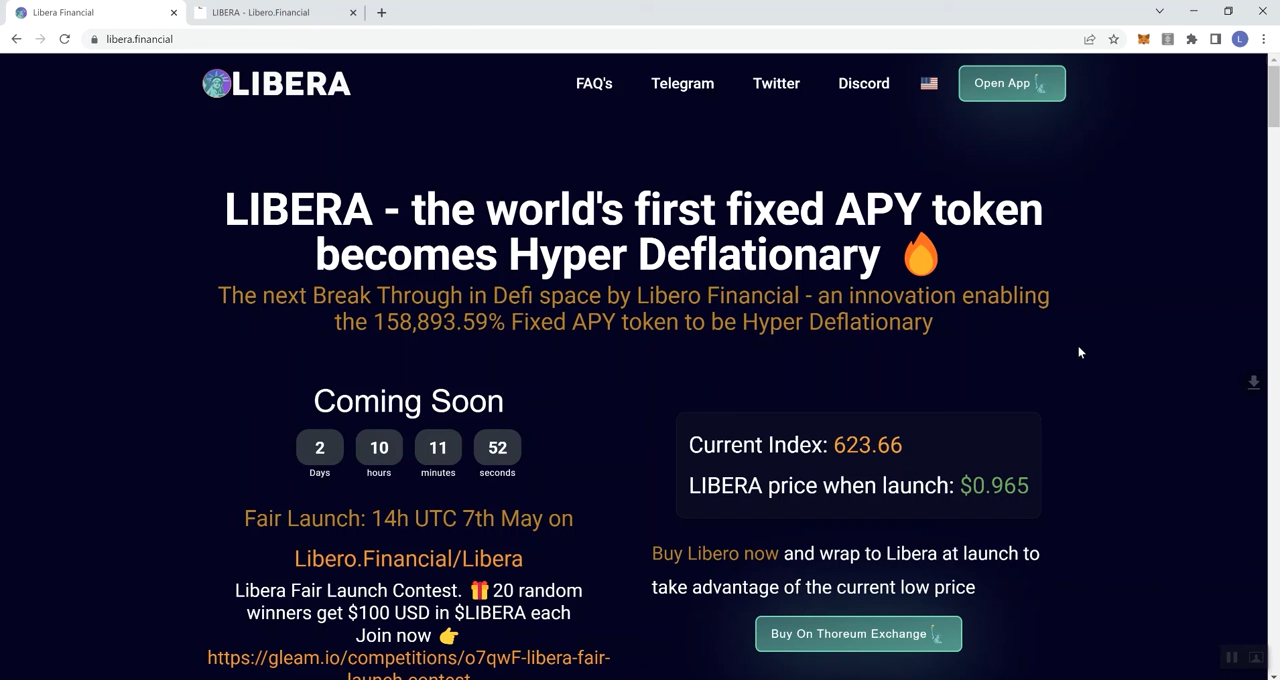 Libera Financial
LIBERA - Libero.Financial
libera.financial
L
LIBERA
FAQ's
Telegram
Twitter
Discord
Open App
LIBERA - the world's first fixed APY token
becomes Hyper Deflationary
The next Break Through in Defi space by Libero Financial - an innovation enabling
the 158,893.59% Fixed APY token to be Hyper Deflationary
Coming Soon
2 10 11 52
Days hours minutes seconds
Fair Launch: 14h UTC 7th May on
Libero.Financial/Libera
Libera Fair Launch Contest. 🎁20 random
winners get $100 USD in $LIBERA each
Join now 👉
https://gleam.io/competitions/o7qwF-libera-fair-
launch-contest
Current Index: 623.66
LIBERA price when launch: $0.965
Buy Libero now and wrap to Libera at launch to
take advantage of the current low price
Buy On Thoreum Exchange